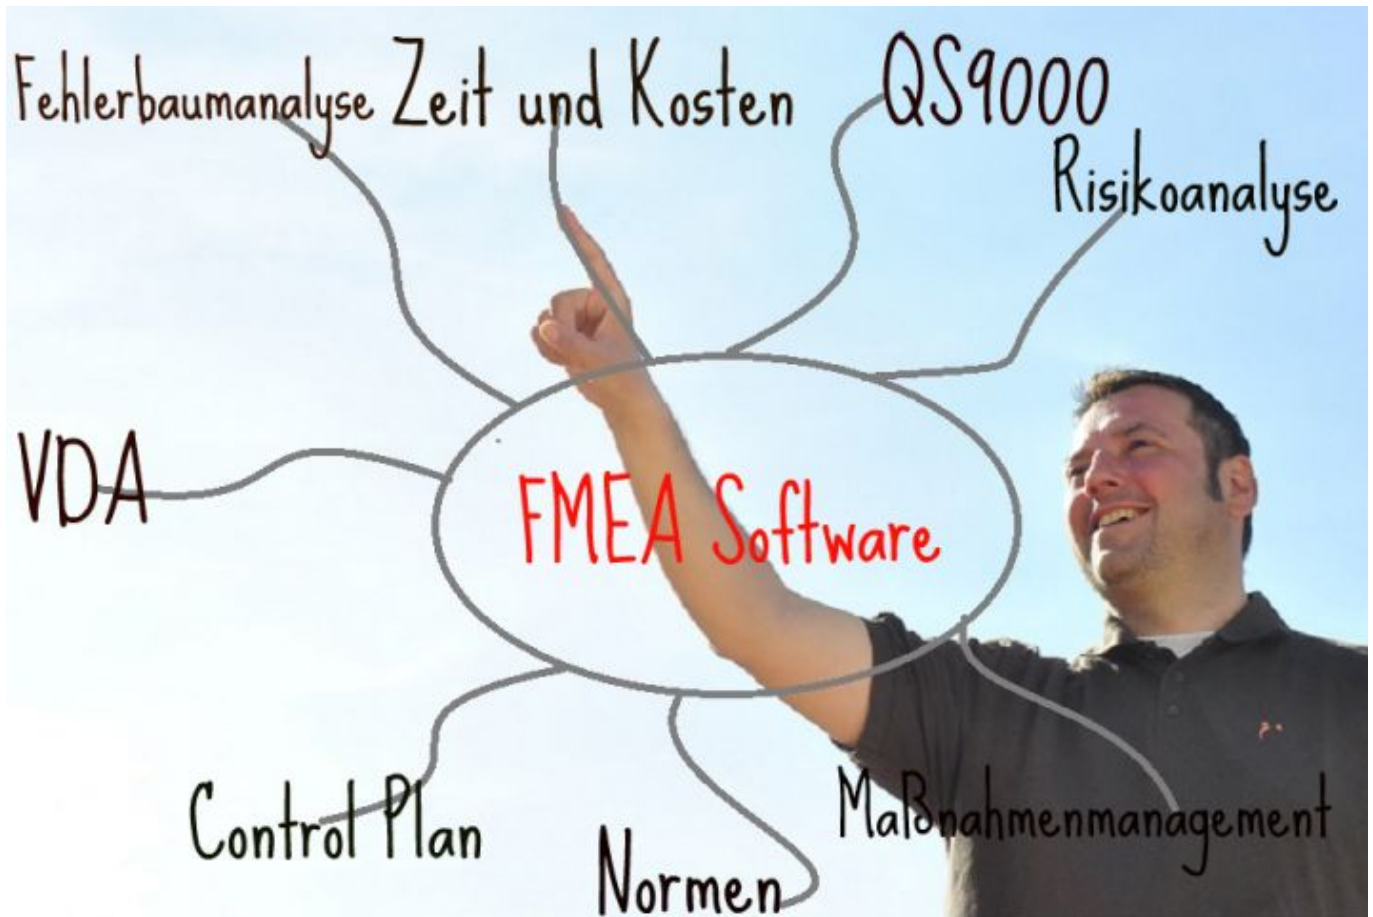 Fehlerbaumanalyse Zeit und Kosten QS9000
Risikoanalyse
VDA
FMEA Software
Control Plan
Maßnahmenmanagement
Normen